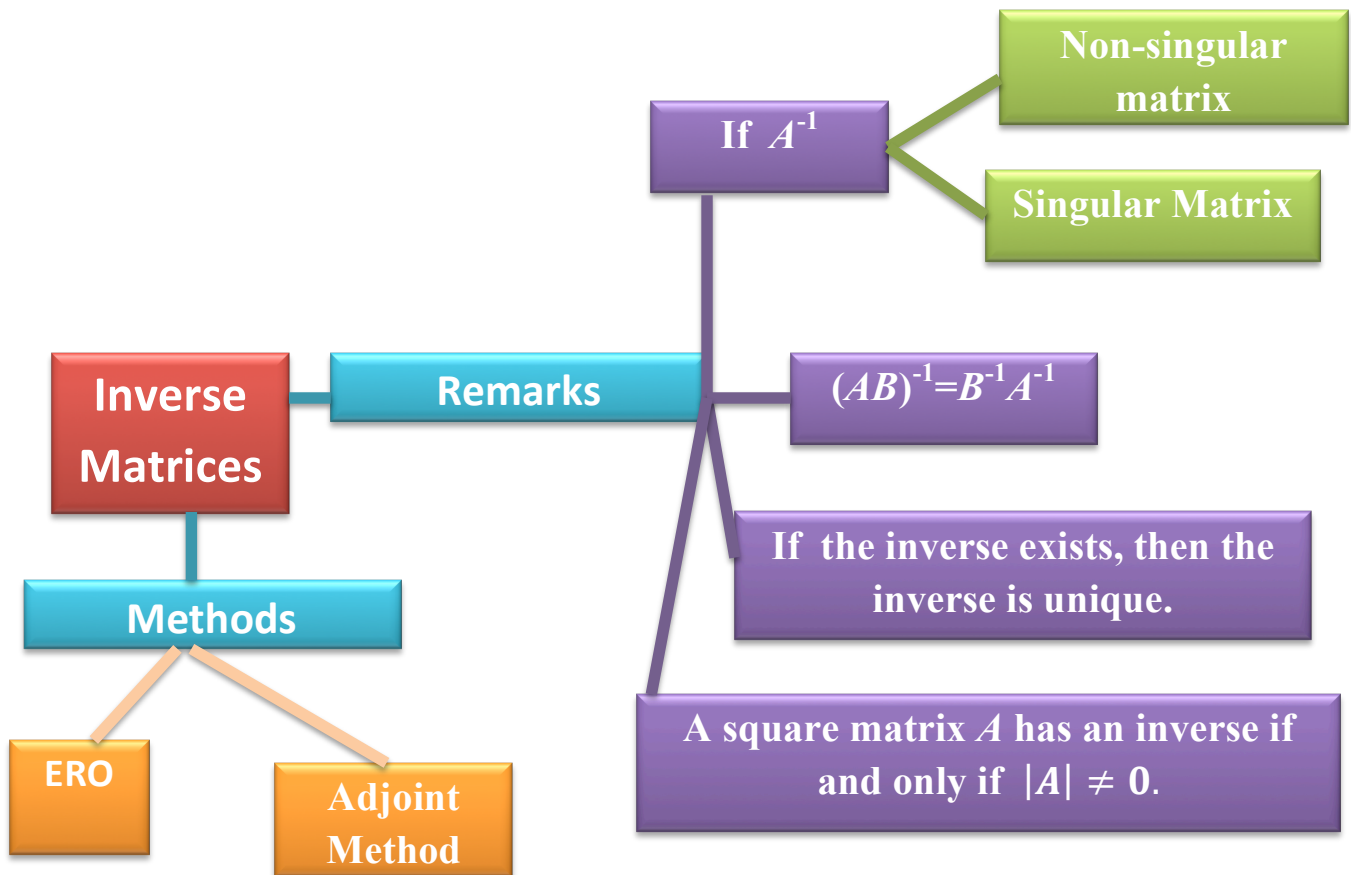 Non-singular
matrix
If A⁻¹
Singular Matrix
Inverse
Matrices
Remarks
(AB)⁻¹=B⁻¹A⁻¹
If the inverse exists, then the
inverse is unique.
Methods
A square matrix A has an inverse if
and only if |A| ≠ 0.
ERO
Adjoint
Method